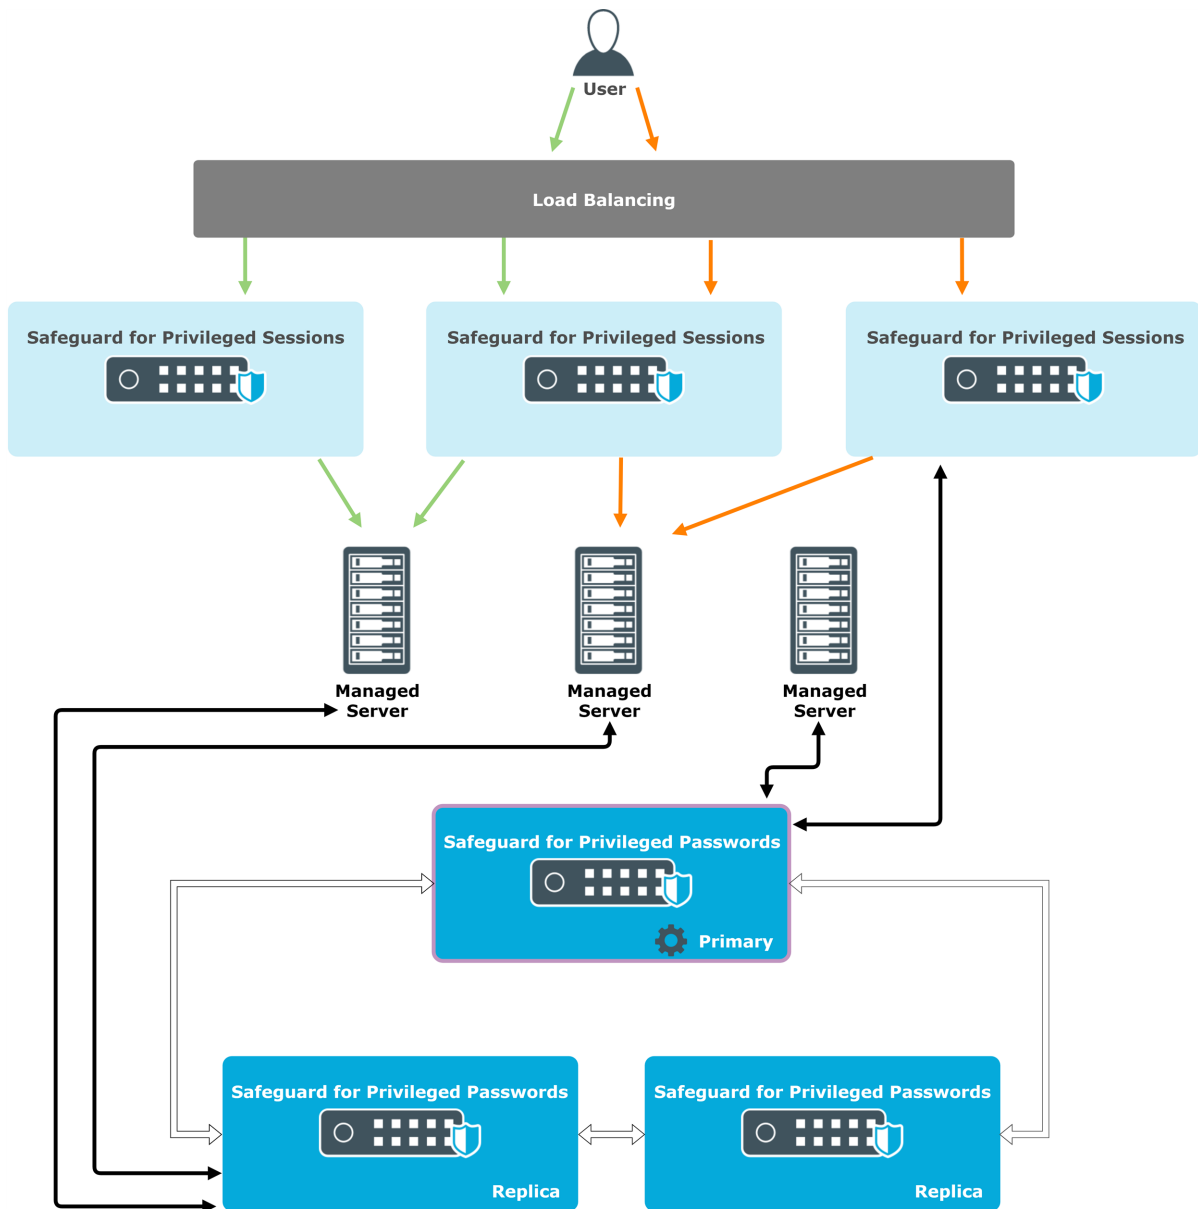 User
Load Balancing
Safeguard for Privileged Sessions
Safeguard for Privileged Sessions
Safeguard for Privileged Sessions
Managed
Server
Managed
Server
Managed
Server
Safeguard for Privileged Passwords
Primary
Safeguard for Privileged Passwords
Replica
Safeguard for Privileged Passwords
Replica